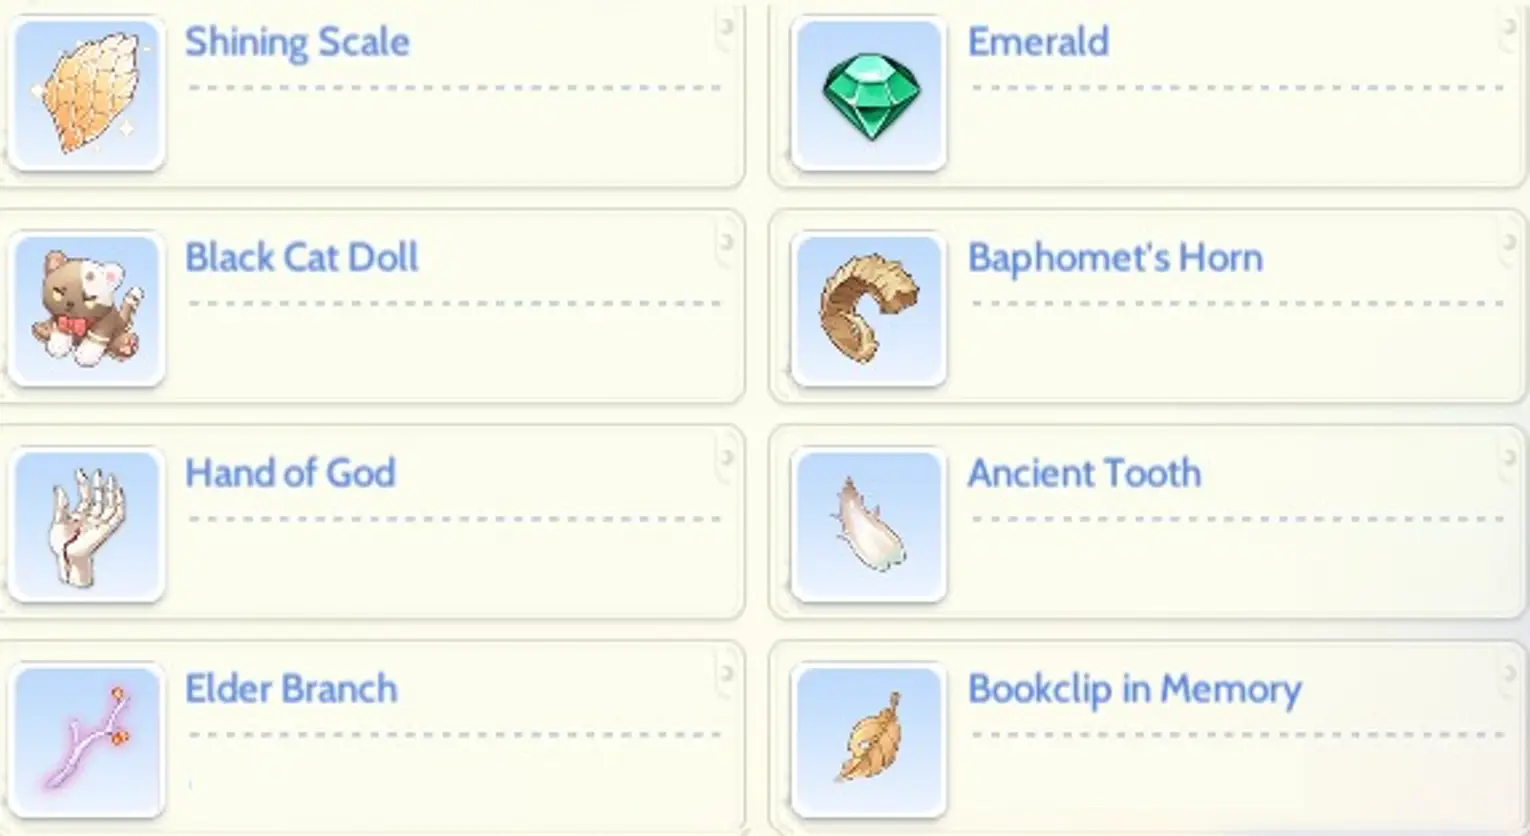 Shining Scale
Emerald
Black Cat Doll
Baphomet's Horn
Hand of God
Ancient Tooth
Elder Branch
Bookclip in Memory